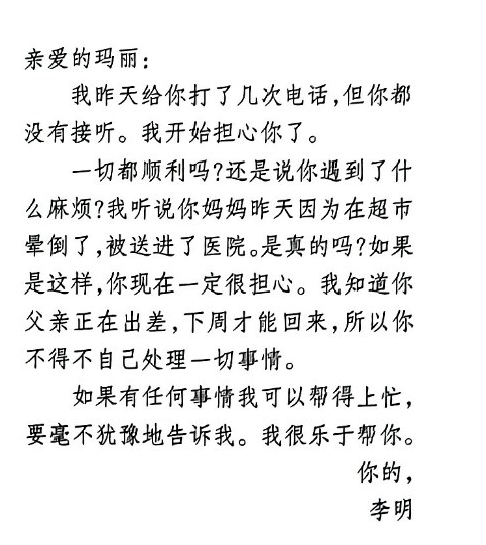 亲爱的玛丽：
我昨天给你打了几次电话，但你都
没有接听。我开始担心你了。
一切都顺利吗？还是说你遇到了什
么麻烦？我听说你妈妈昨天因为在超市
晕倒了，被送进了医院。是真的吗？如果
是这样，你现在一定很担心。我知道你
父亲正在出差，下周才能回来，所以你
不得不自己处理一切事情。
如果有任何事情我可以帮得上忙，
要毫不犹豫地告诉我。我很乐于帮你。
你的，
李明